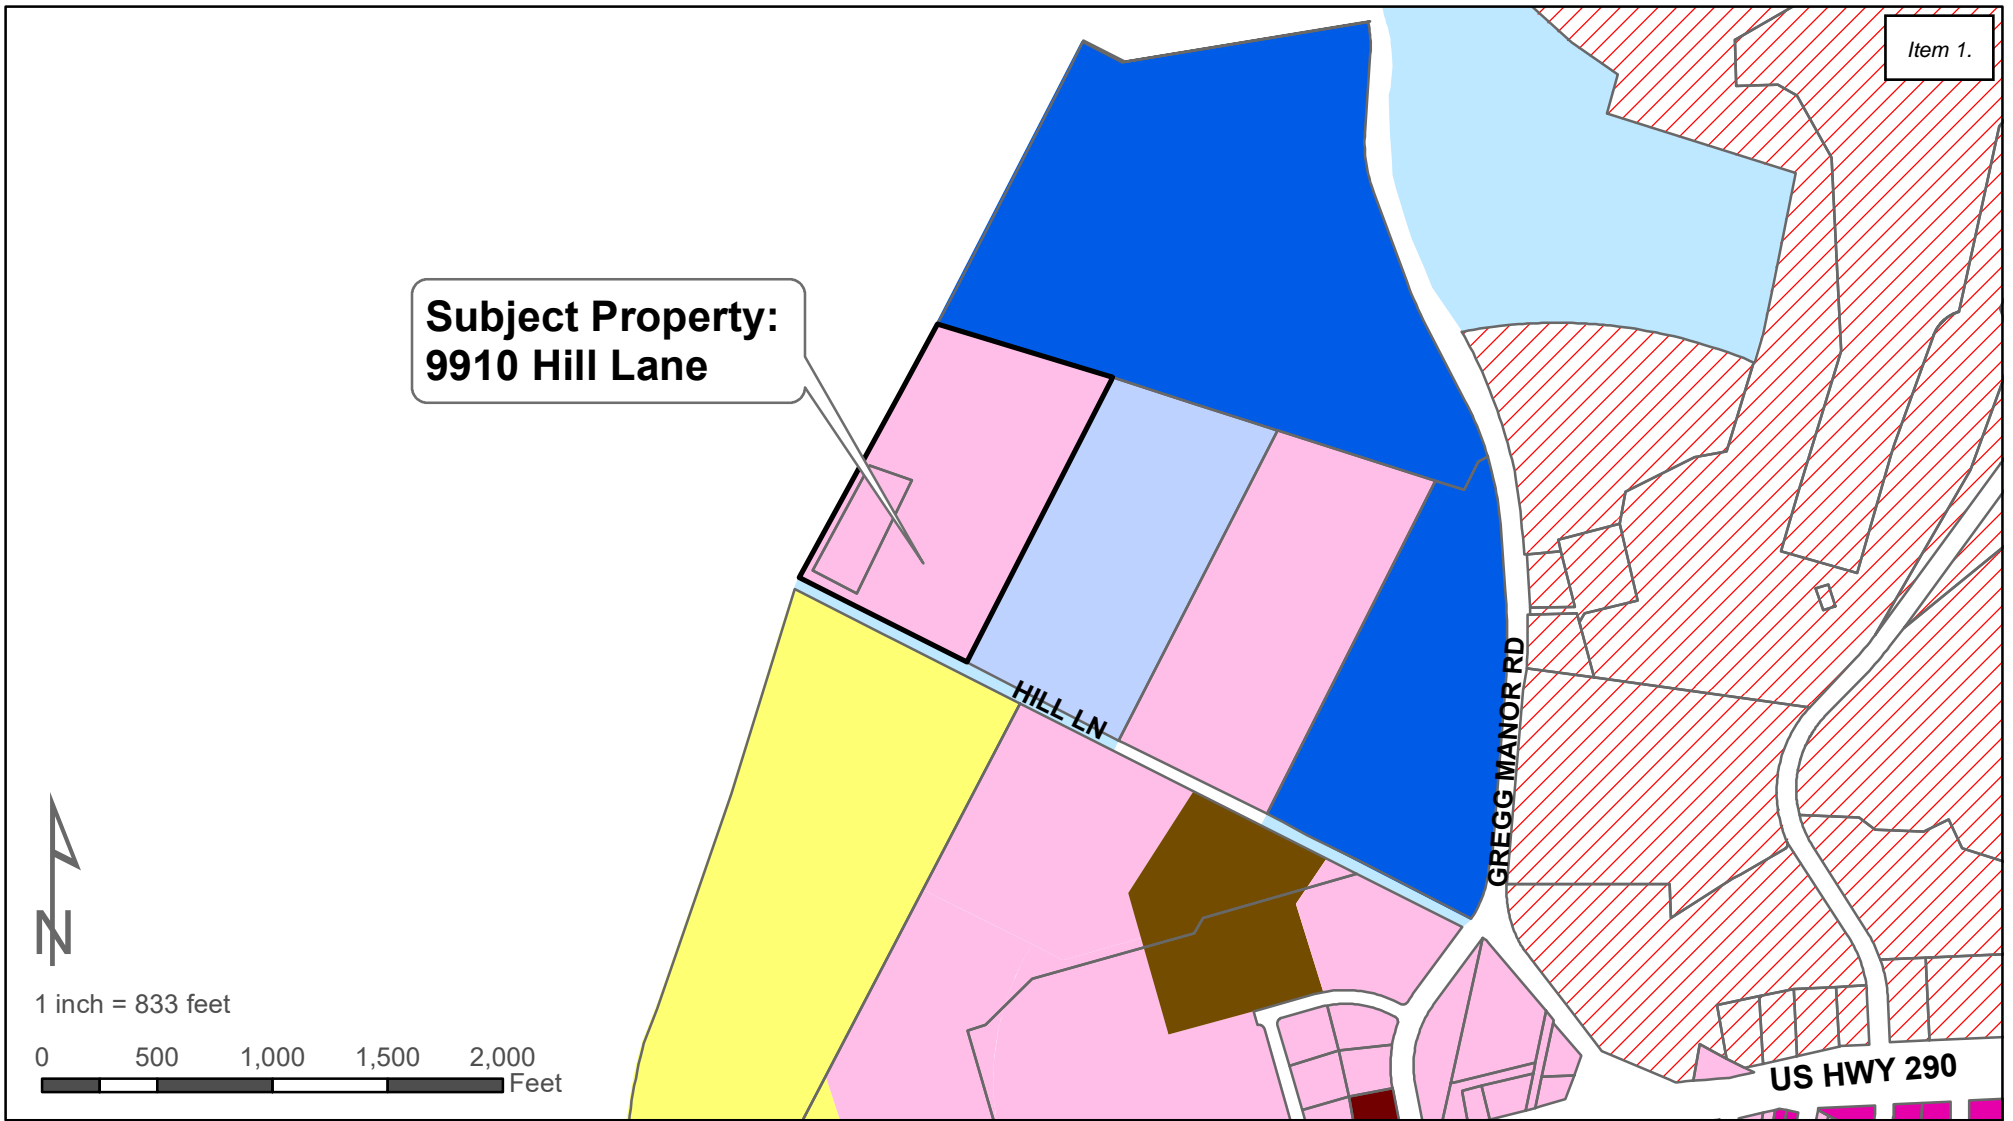 Item 1.
Subject Property:
9910 Hill Lane
HILL LN
GREGG MANOR RD
N
1 inch = 833 feet
0 500 1,000 1,500 2,000
Feet
US HWY 290